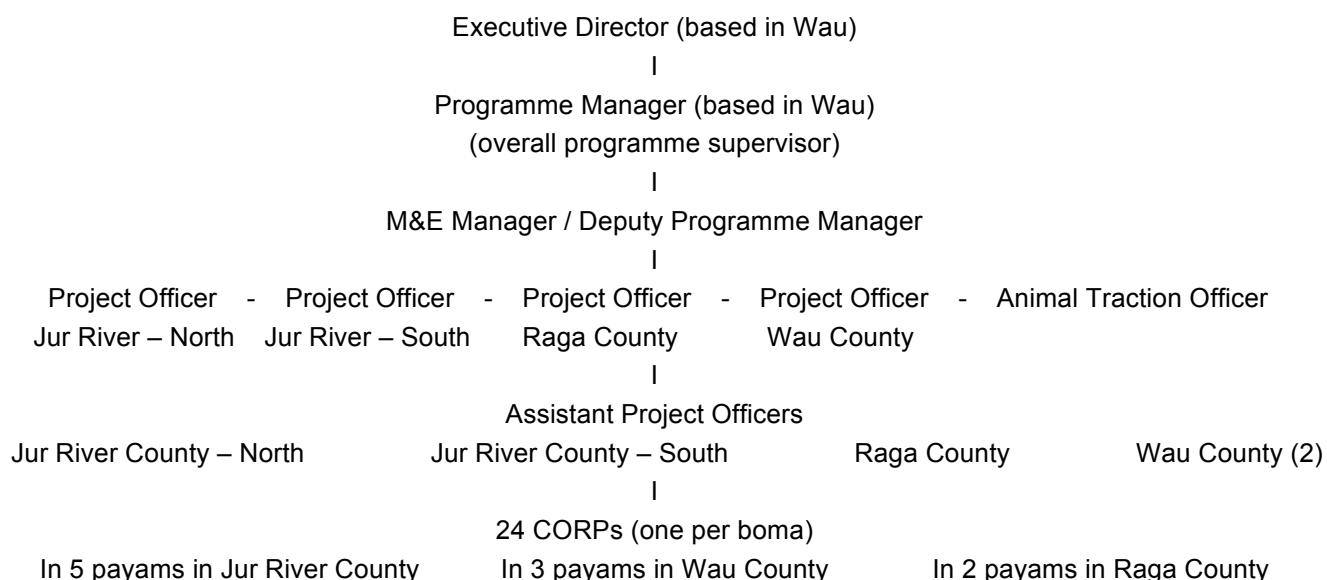 Executive Director (based in Wau)
I
Programme Manager (based in Wau)
(overall programme supervisor)
I
M&E Manager / Deputy Programme Manager
I
Project Officer - Project Officer - Project Officer - Project Officer - Animal Traction Officer
Jur River – North Jur River – South Raga County Wau County
I
Assistant Project Officers
Jur River County – North Jur River County – South Raga County Wau County (2)
I
24 CORPs (one per boma)
In 5 payams in Jur River County In 3 payams in Wau County In 2 payams in Raga County